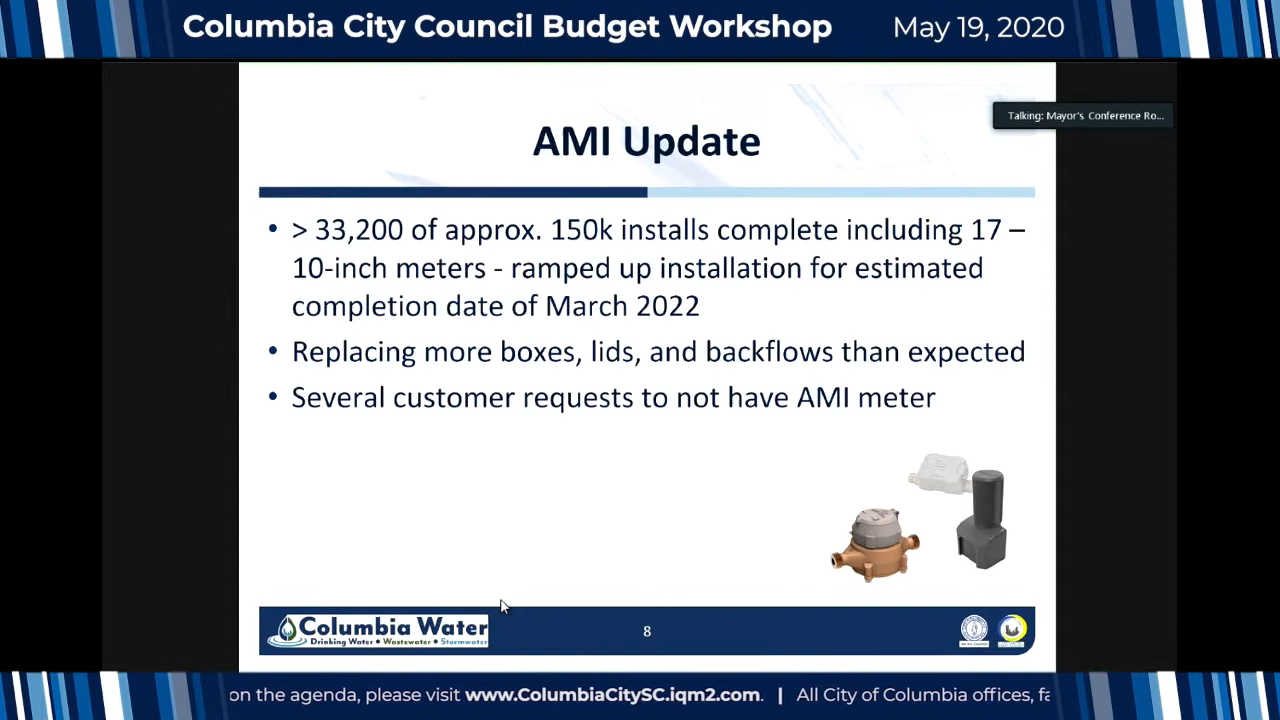 Columbia City Council Budget Workshop May 19, 2020
Talking: Mayor's Conference Ro...
AMI Update
• > 33,200 of approx. 150k installs complete including 17 –
10-inch meters - ramped up installation for estimated
completion date of March 2022
• Replacing more boxes, lids, and backflows than expected
• Several customer requests to not have AMI meter
Columbia Water
Drinking Water • Wastewater • Stormwater
8
on the agenda, please visit www.ColumbiaCitySC.iqm2.com. | All City of Columbia offices, fa